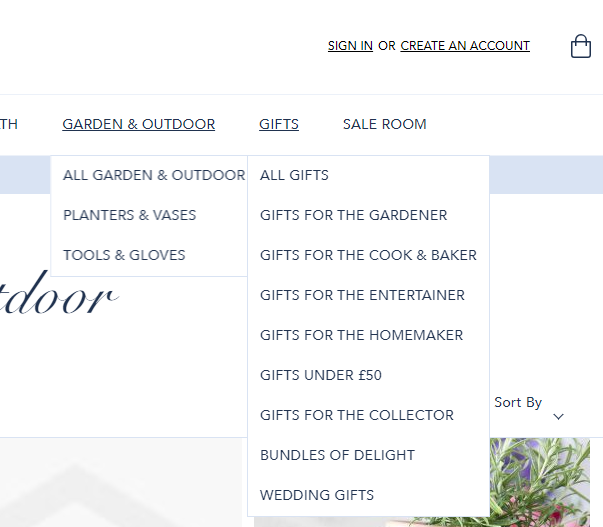 SIGN IN OR CREATE AN ACCOUNT
TH GARDEN & OUTDOOR GIFTS SALE ROOM
ALL GARDEN & OUTDOOR
PLANTERS & VASES
TOOLS & GLOVES
ALL GIFTS
GIFTS FOR THE GARDENER
GIFTS FOR THE COOK & BAKER
GIFTS FOR THE ENTERTAINER
GIFTS FOR THE HOMEMAKER
GIFTS UNDER £50
GIFTS FOR THE COLLECTOR
BUNDLES OF DELIGHT
WEDDING GIFTS
tdoor
Sort By